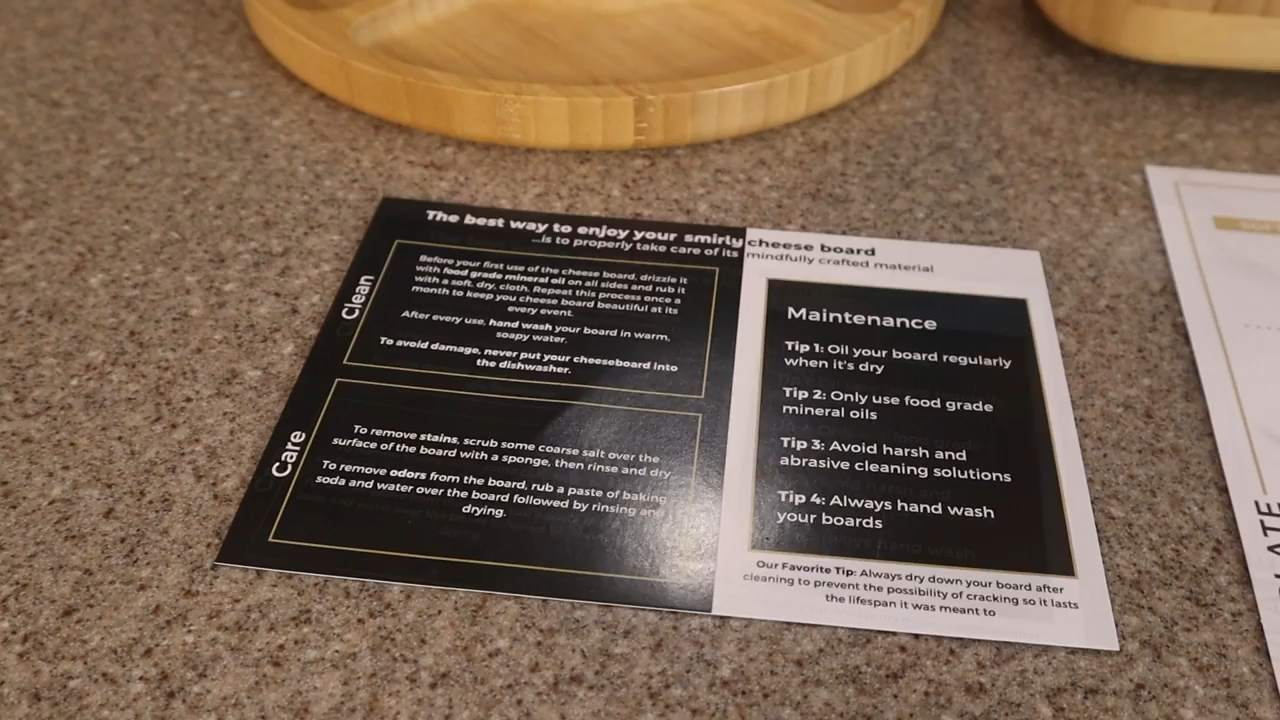 The best way to enjoy your smirly cheese board
...is to properly take care of its mindfully crafted material
Clean
Before your first use of the cheese board, drizzle it
with food grade mineral oil on all sides and rub it
with a soft, dry, cloth. Repeat this process once a
month to keep you cheese board beautiful at its
every event.
After every use, hand wash your board in warm,
soapy water.
To avoid damage, never put your cheeseboard into
the dishwasher.
Care
To remove stains, scrub some coarse salt over the
surface of the board with a sponge, then rinse and dry
To remove odors from the board, rub a paste of baking
soda and water over the board followed by rinsing and
drying.
Maintenance
Tip 1: Oil your board regularly
when it's dry
Tip 2: Only use food grade
mineral oils
Tip 3: Avoid harsh and
abrasive cleaning solutions
Tip 4: Always hand wash
your boards
Our Favorite Tip: Always dry down your board after
cleaning to prevent the possibility of cracking so it lasts
the lifespan it was meant to